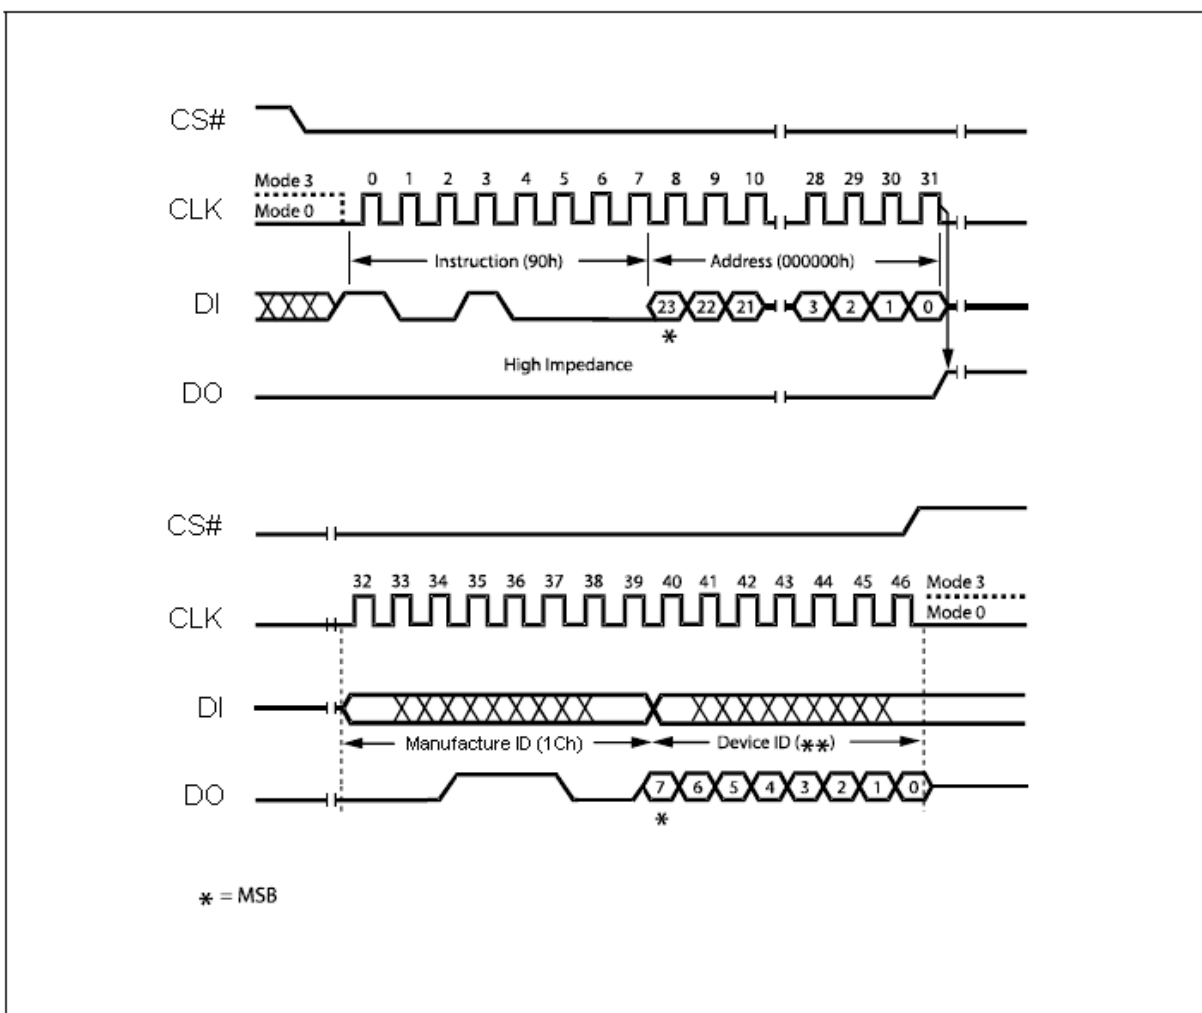 CS#
Mode 3 0 1 2 3 4 5 6 7 8 9 10 28 29 30 31
CLK Mode 0
Instruction (90h) Address (000000h)
DI 23 22 21 3 2 1 0
*
High Impedance
DO
CS#
32 33 34 35 36 37 38 39 40 41 42 43 44 45 46 Mode 3
CLK Mode 0
DI
Manufacture ID (1Ch) Device ID (**)
DO 7 6 5 4 3 2 1 0
*
* = MSB